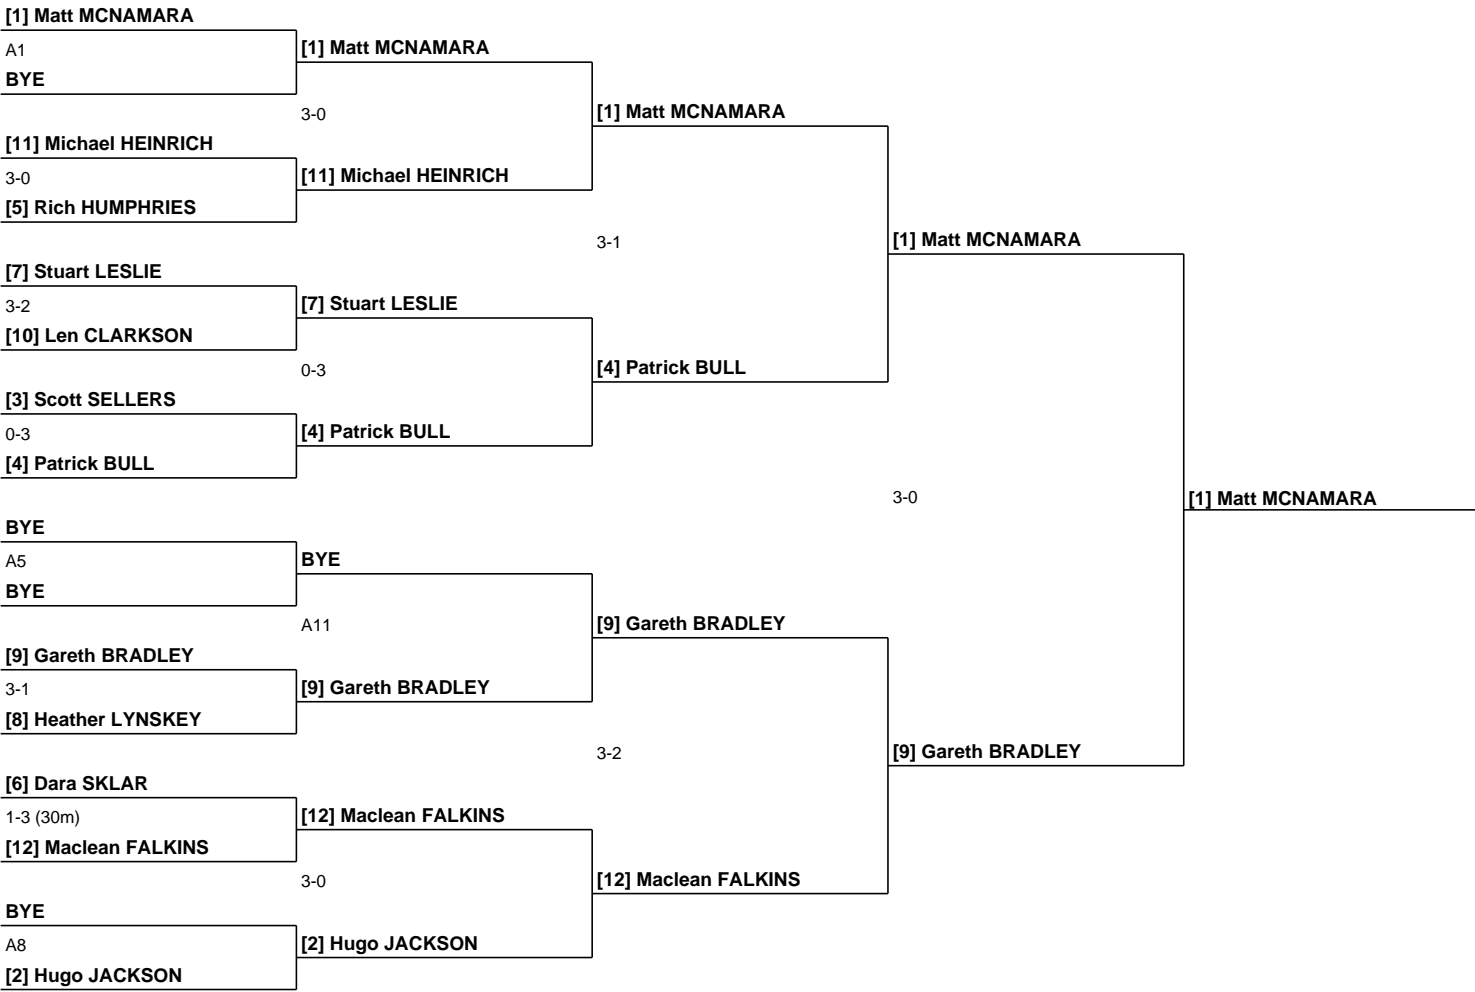 [1] Matt MCNAMARA
A1
BYE
[11] Michael HEINRICH
3-0
[5] Rich HUMPHRIES
[7] Stuart LESLIE
3-2
[10] Len CLARKSON
[3] Scott SELLERS
0-3
[4] Patrick BULL
BYE
A5
BYE
[9] Gareth BRADLEY
3-1
[8] Heather LYNSKEY
[6] Dara SKLAR
1-3 (30m)
[12] Maclean FALKINS
BYE
A8
[2] Hugo JACKSON
[1] Matt MCNAMARA
3-0
[11] Michael HEINRICH
[7] Stuart LESLIE
0-3
[4] Patrick BULL
BYE
A11
[9] Gareth BRADLEY
[12] Maclean FALKINS
3-0
[2] Hugo JACKSON
[1] Matt MCNAMARA
3-1
[4] Patrick BULL
[9] Gareth BRADLEY
3-2
[12] Maclean FALKINS
[1] Matt MCNAMARA
3-0
[9] Gareth BRADLEY
[1] Matt MCNAMARA